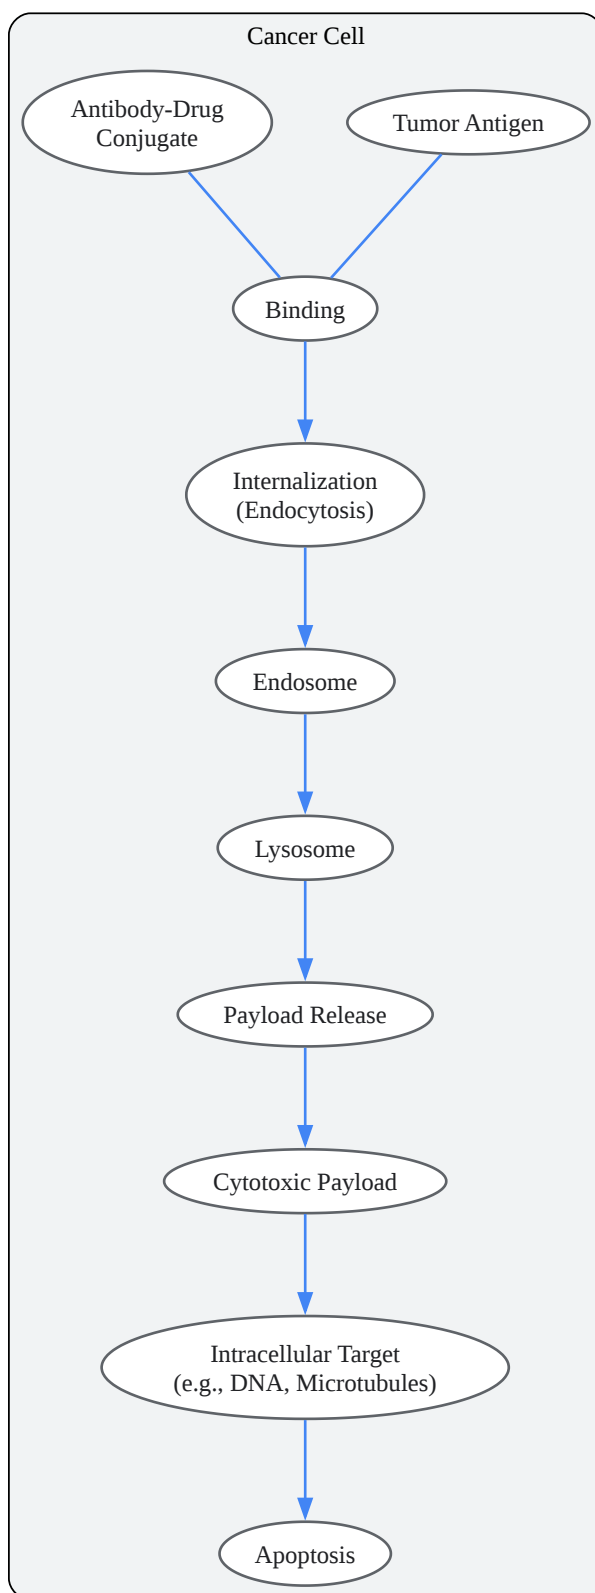 Cancer Cell
Antibody-Drug
Conjugate
Tumor Antigen
Binding
Internalization
(Endocytosis)
Endosome
Lysosome
Payload Release
Cytotoxic Payload
Intracellular Target
(e.g., DNA, Microtubules)
Apoptosis